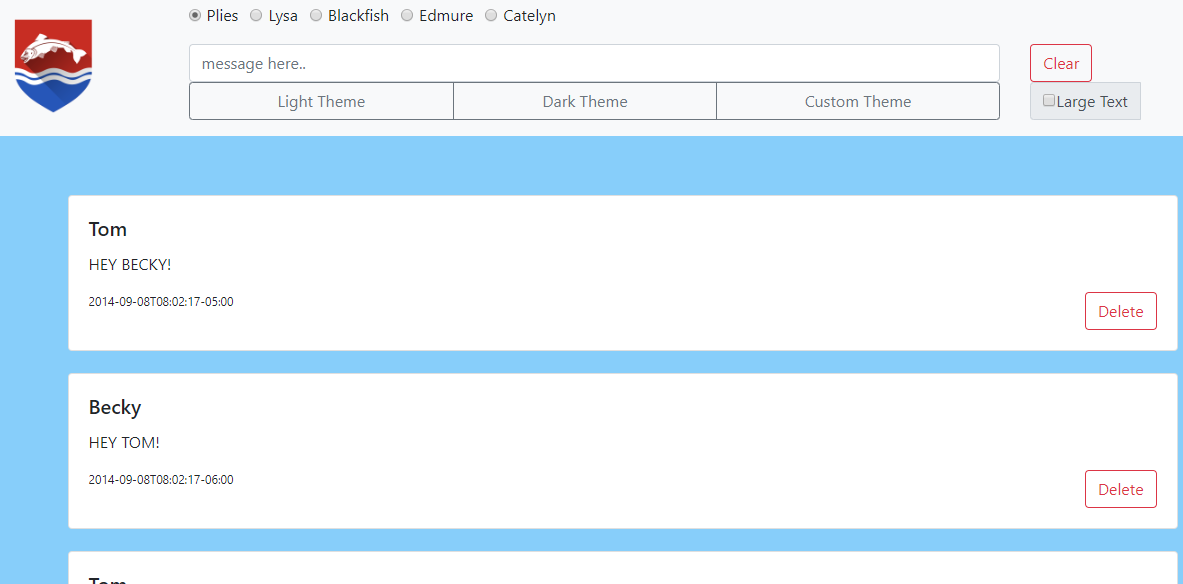 Plies Lysa Blackfish Edmure Catelyn
message here..
Clear
Light Theme
Dark Theme
Custom Theme
Large Text
Tom
HEY BECKY!
2014-09-08T08:02:17-05:00
Delete
Becky
HEY TOM!
2014-09-08T08:02:17-06:00
Delete
Tom